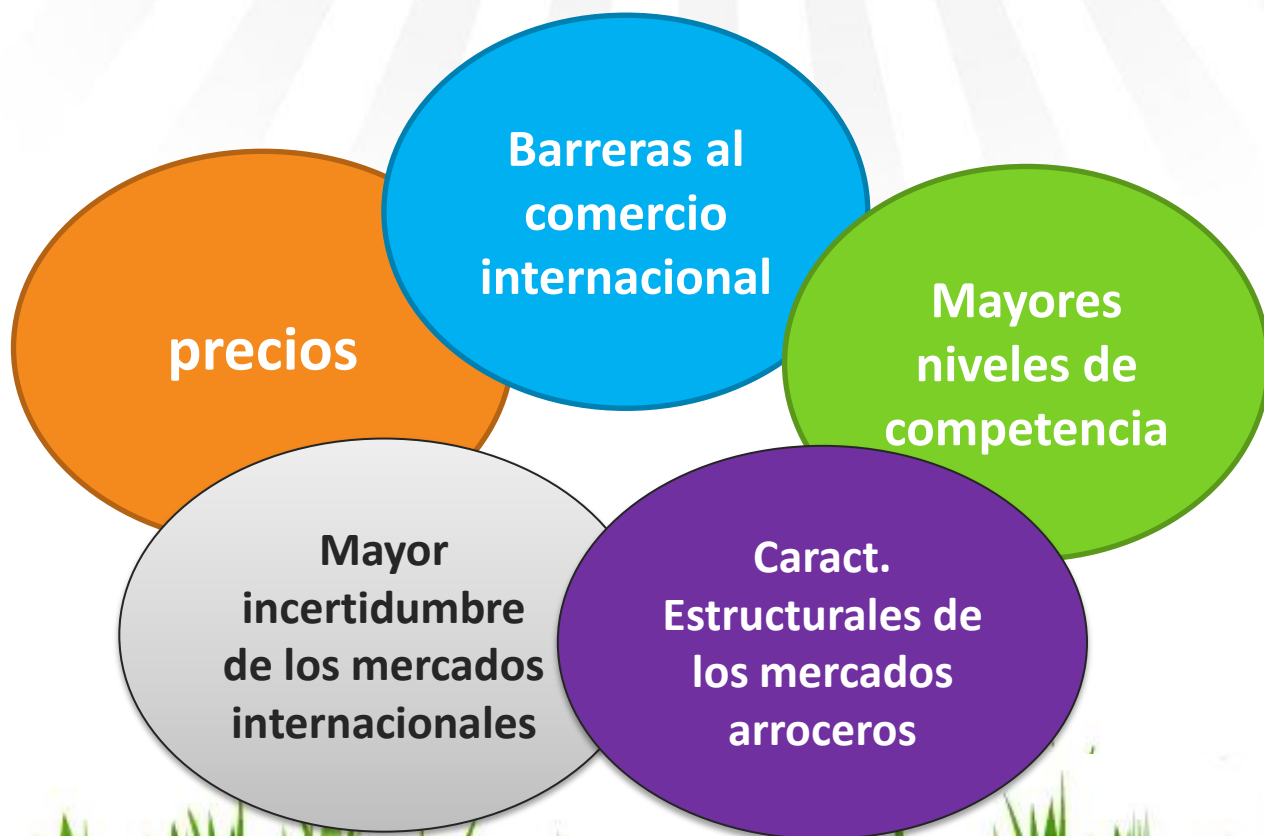 Barreras al
comercio
internacional
precios
Mayores
niveles de
competencia
Mayor
incertidumbre
de los mercados
internacionales
Caract.
Estructurales de
los mercados
arroceros